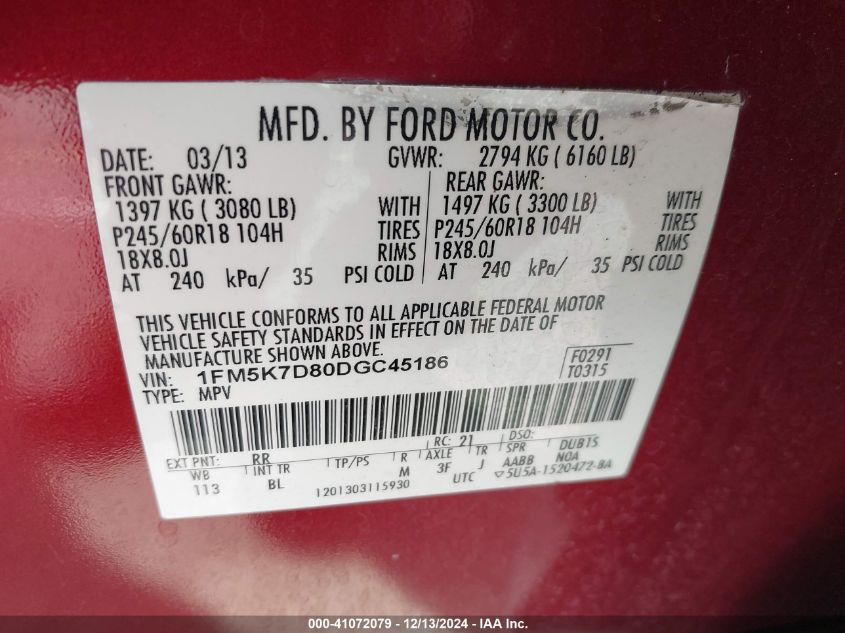 MFD. BY FORD MOTOR CO.
DATE: 03/13 GVWR: 2794 KG ( 6160 LB)
FRONT GAWR: REAR GAWR:
1397 KG ( 3080 LB) WITH 1497 KG ( 3300 LB) WITH
P245/60R18 104H TIRES P245/60R18 104H TIRES
18X8.0J RIMS 18X8.0J RIMS
AT 240 kPa/ 35 PSI COLD AT 240 kPa/ 35 PSI COLD
THIS VEHICLE CONFORMS TO ALL APPLICABLE FEDERAL MOTOR
VEHICLE SAFETY STANDARDS IN EFFECT ON THE DATE OF
MANUFACTURE SHOWN ABOVE.
VIN: 1FM5K7D80DGC45186 F0291
TYPE: MPV T0315
EXT PNT: RR RC: 21 DSO:
WB INT TR TP/PS R AXLE TR SPR DUBTS
113 BL M 3F J AABB NOA
1201303115930 UTC ▽5U5A-1520472-BA
000-41072079 - 12/13/2024 - IAA Inc.